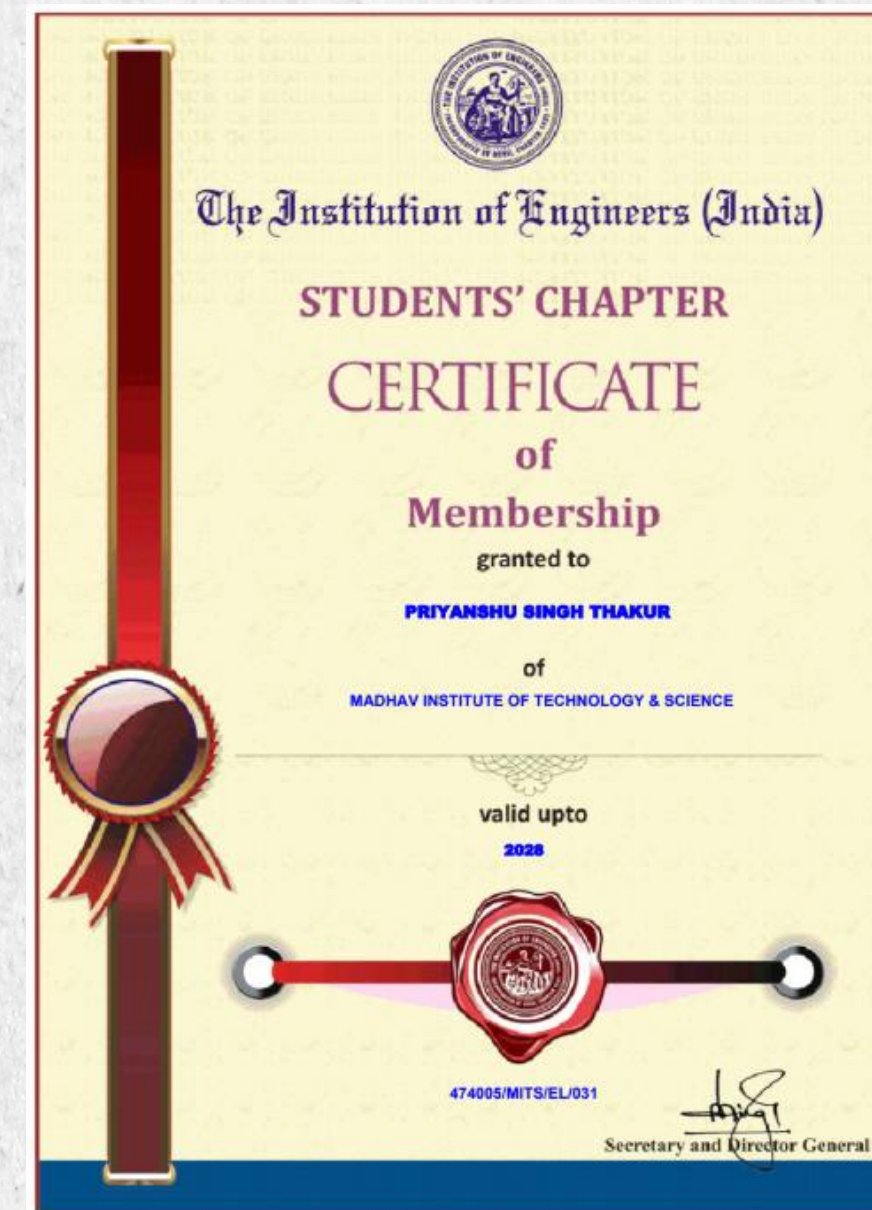 The Institution of Engineers (India)
STUDENTS' CHAPTER
CERTIFICATE
of
Membership
granted to
PRIYANSHU SINGH THAKUR
of
MADHAV INSTITUTE OF TECHNOLOGY & SCIENCE
valid upto
2028
474005/MITS/EL/031
Secretary and Director General